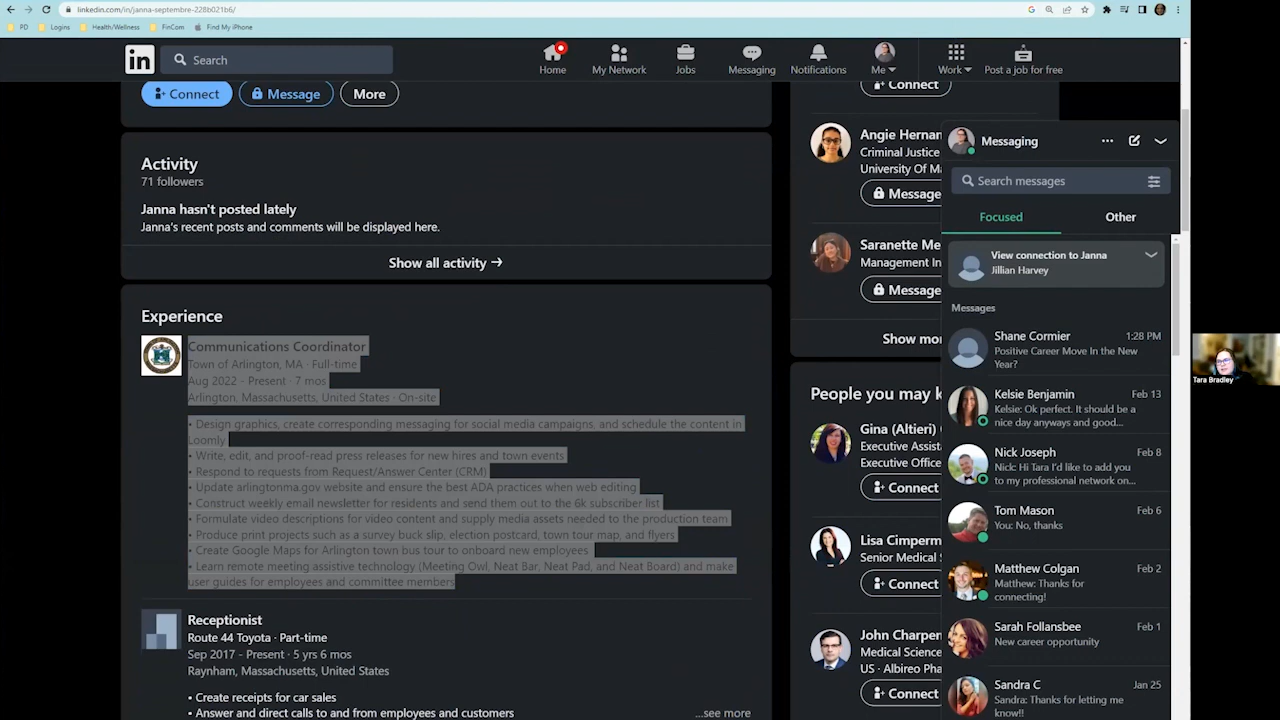 linkedin.com/in/janna-septembre-228b021b6/
PD
Logins
Health/Wellness
FinCom
Find My iPhone
in
Search
Home
My Network
Jobs
Messaging
Notifications
Me
Work
Post a job for free
Connect
Message
More
Activity
71 followers
Janna hasn't posted lately
Janna's recent posts and comments will be displayed here.
Show all activity →
Experience
Communications Coordinator
Town of Arlington, MA · Full-time
Aug 2022 - Present · 7 mos
Arlington, Massachusetts, United States · On-site
• Design graphics, create corresponding messaging for social media campaigns, and schedule the content in
Loomly
• Write, edit, and proof-read press releases for new hires and town events
• Respond to requests from Request/Answer Center (CRM)
• Update arlingtonma.gov website and ensure the best ADA practices when web editing
• Construct weekly email newsletter for residents and send them out to the 6k subscriber list
• Formulate video descriptions for video content and supply media assets needed to the production team
• Produce print projects such as a survey buck slip, election postcard, town tour map, and flyers
• Create Google Maps for Arlington town bus tour to onboard new employees
• Learn remote meeting assistive technology (Meeting Owl, Neat Bar, Neat Pad, and Neat Board) and make
user guides for employees and committee members
Receptionist
Route 44 Toyota · Part-time
Sep 2017 - Present · 5 yrs 6 mos
Raynham, Massachusetts, United States
• Create receipts for car sales
• Answer and direct calls to and from employees and customers
...see more
Connect
Angie Hernan
Criminal Justice
University Of M
Message
Saranette Me
Management In
Message
Show mor
People you may k
Gina (Altieri)
Executive Assis
Executive Office
Connect
Lisa Cimperm
Senior Medical
Connect
John Charpen
Medical Science
US · Albireo Pha
Connect
Messaging
Search messages
Focused
Other
View connection to Janna
Jillian Harvey
Messages
Shane Cormier
1:28 PM
Positive Career Move In the New
Year?
Kelsie Benjamin
Feb 13
Kelsie: Ok perfect. It should be a
nice day anyways and good...
Nick Joseph
Feb 8
Nick: Hi Tara I'd like to add you
to my professional network on...
Tom Mason
Feb 6
You: No, thanks
Matthew Colgan
Feb 2
Matthew: Thanks for
connecting!
Sarah Follansbee
Feb 1
New career opportunity
Sandra C
Jan 25
Sandra: Thanks for letting me
know!!
Tara Bradley